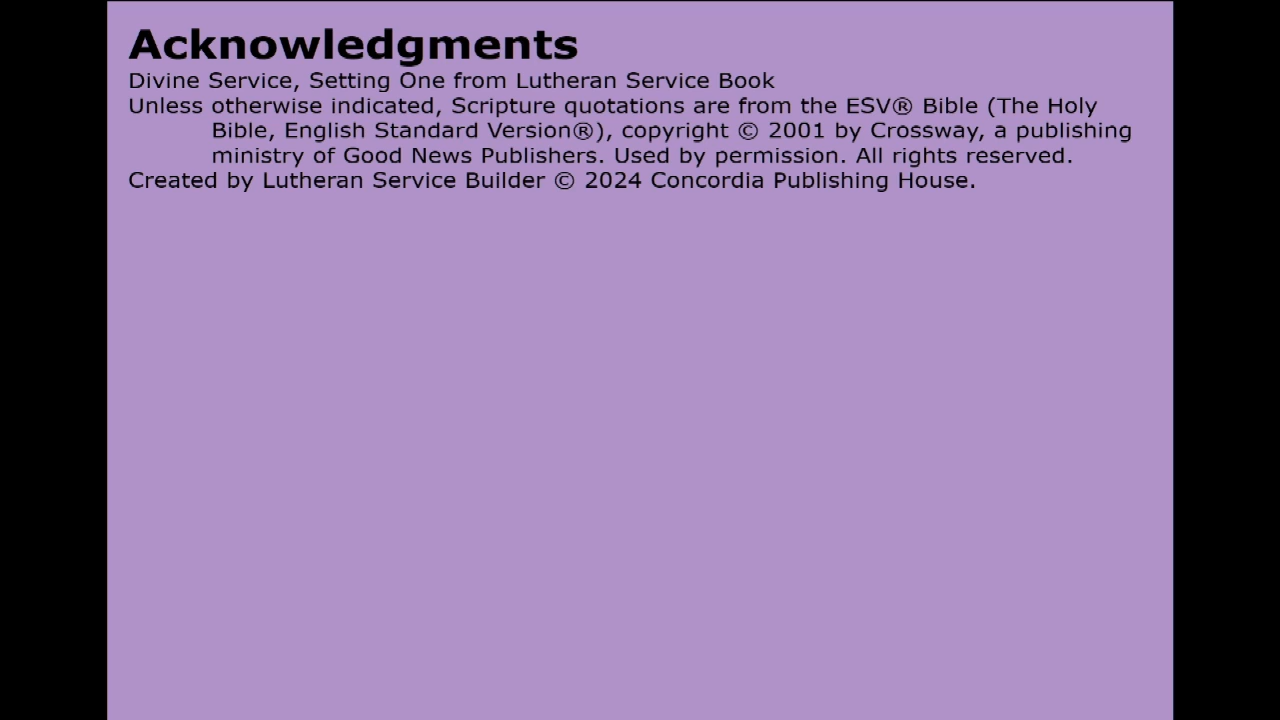 Acknowledgments
Divine Service, Setting One from Lutheran Service Book
Unless otherwise indicated, Scripture quotations are from the ESV® Bible (The Holy
Bible, English Standard Version®), copyright © 2001 by Crossway, a publishing
ministry of Good News Publishers. Used by permission. All rights reserved.
Created by Lutheran Service Builder © 2024 Concordia Publishing House.